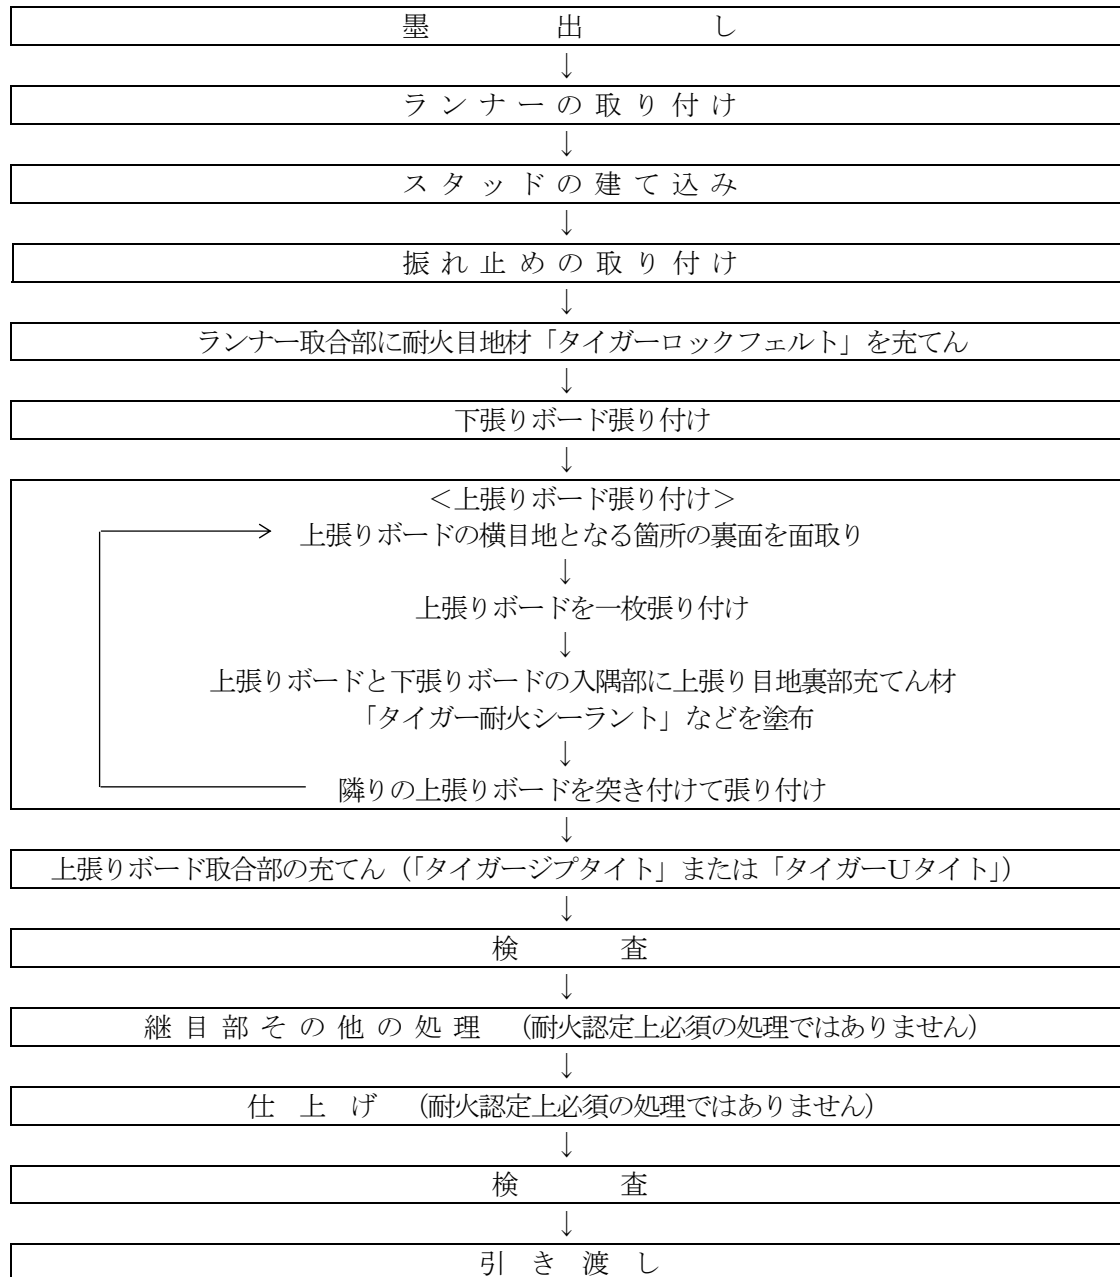 墨出し
↓
ランナーの取り付け
↓
スタッドの建て込み
↓
振れ止めの取り付け
↓
ランナー取合部に耐火目地材「タイガーロックフェルト」を充てん
↓
下張りボード張り付け
↓
＜上張りボード張り付け＞
上張りボードの横目地となる箇所の裏面を面取り
↓
上張りボードを一枚張り付け
↓
上張りボードと下張りボードの入隅部に上張り目地裏部充てん材
「タイガー耐火シーラント」などを塗布
↓
隣りの上張りボードを突き付けて張り付け
↓
上張りボード取合部の充てん（「タイガージプタイト」または「タイガーＵタイト」）
↓
検査
↓
継目部その他の処理 （耐火認定上必須の処理ではありません）
↓
仕上げ （耐火認定上必須の処理ではありません）
↓
検査
↓
引き渡し